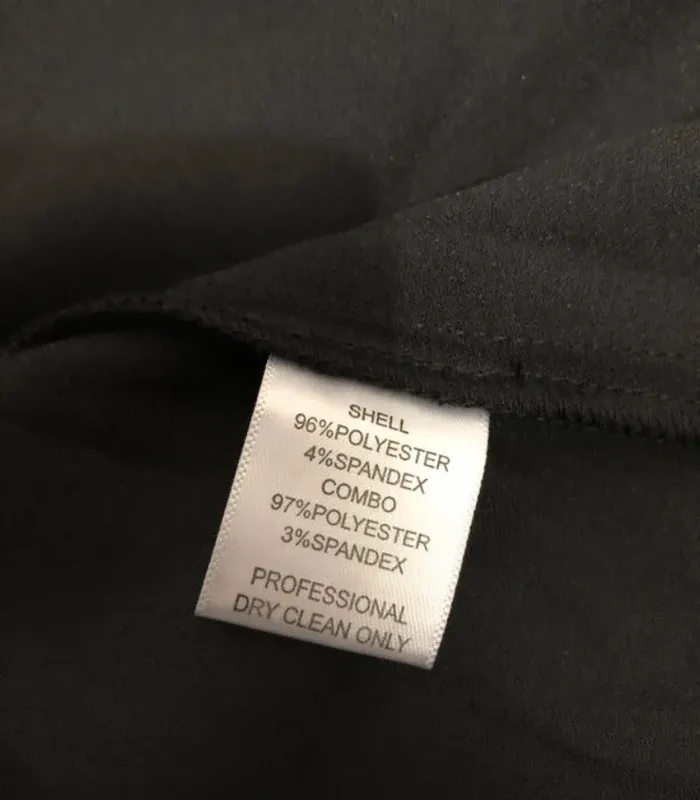 SHELL
96%POLYESTER
4%SPANDEX
COMBO
97%POLYESTER
3%SPANDEX
PROFESSIONAL
DRY CLEAN ONLY